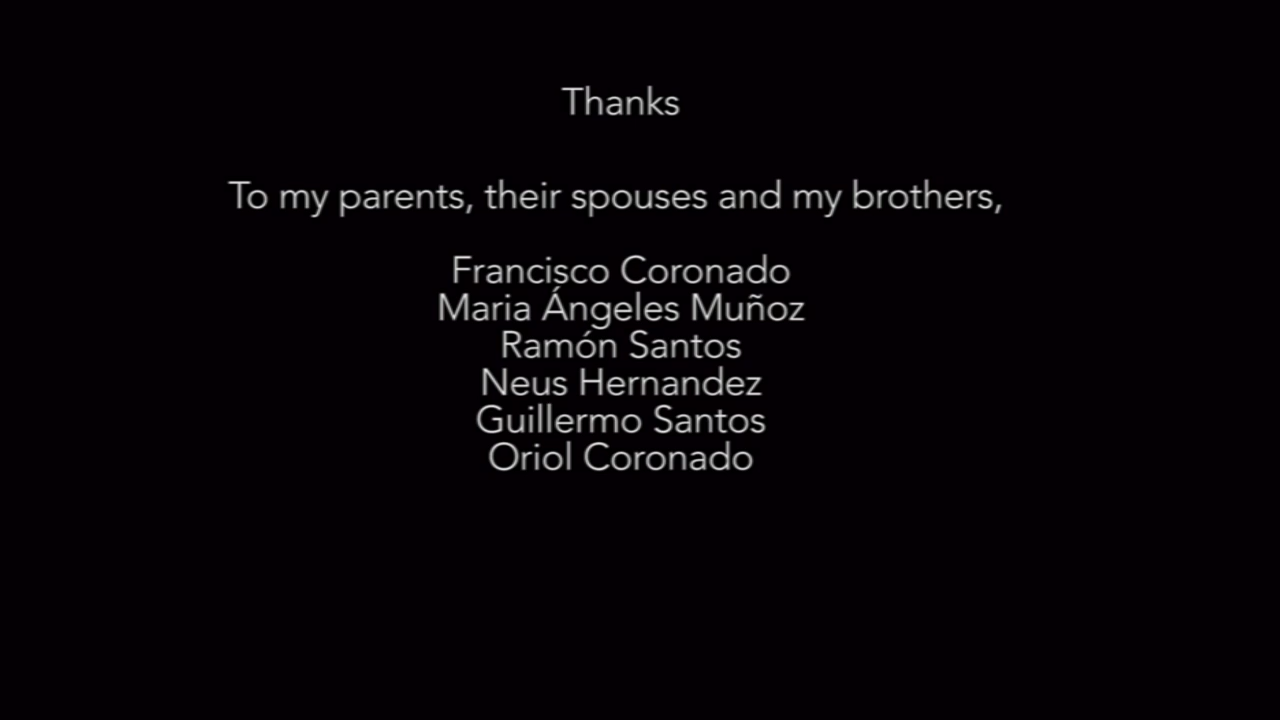 Thanks
To my parents, their spouses and my brothers,
Francisco Coronado
Maria Ángeles Muñoz
Ramón Santos
Neus Hernandez
Guillermo Santos
Oriol Coronado